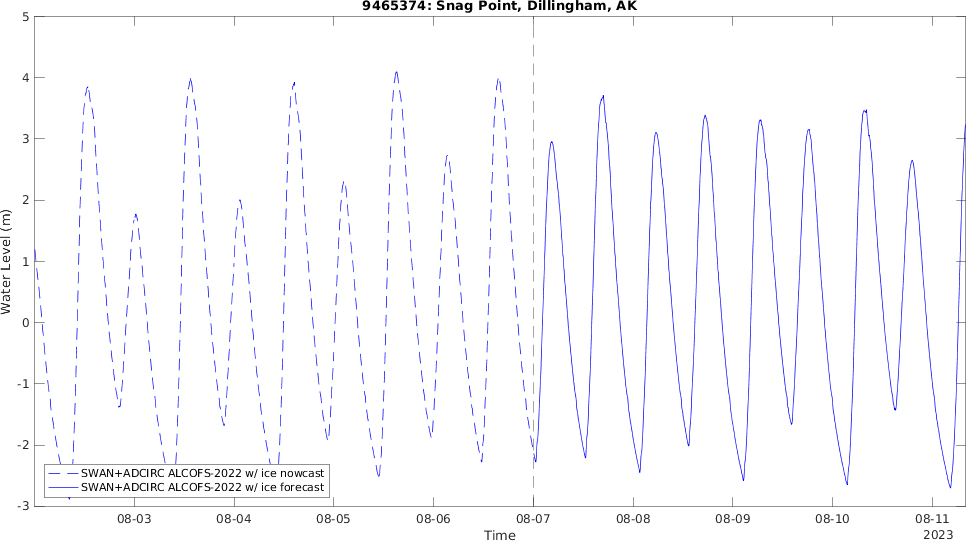 9465374: Snag Point, Dillingham, AK
5
4
3
2
1
0
-1
-2
-3
Water Level (m)
SWAN+ADCIRC ALCOFS-2022 w/ ice nowcast
SWAN+ADCIRC ALCOFS-2022 w/ ice forecast
08-03 08-04 08-05 08-06 08-07 08-08 08-09 08-10 08-11
Time 2023